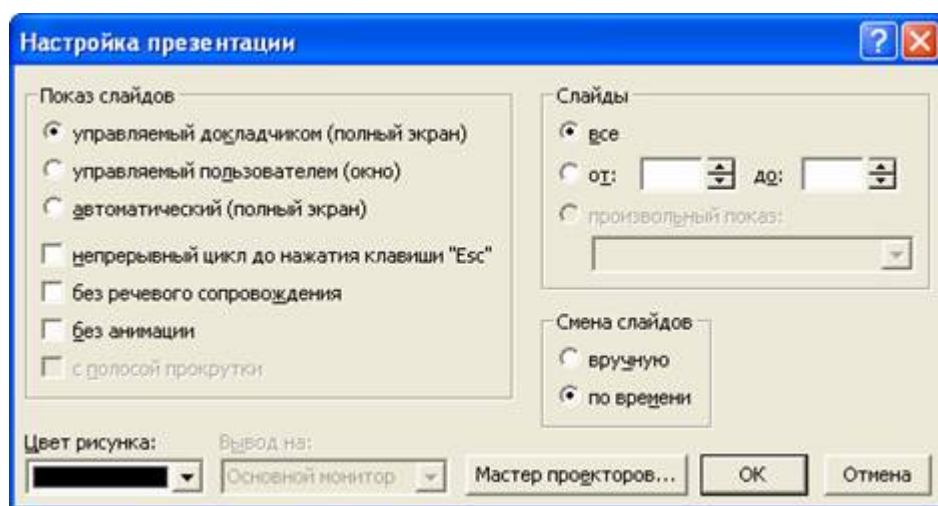 Настройка презентации
Показ слайдов
управляемый докладчиком (полный экран)
управляемый пользователем (окно)
автоматический (полный экран)
непрерывный цикл до нажатия клавиши "Esc"
без речевого сопровождения
без анимации
с полосой прокрутки
Слайды
все
от:
до:
произвольный показ:
Смена слайдов
вручную
по времени
Цвет рисунка:
Вывод на:
Основной монитор
Мастер проекторов...
ОК
Отмена